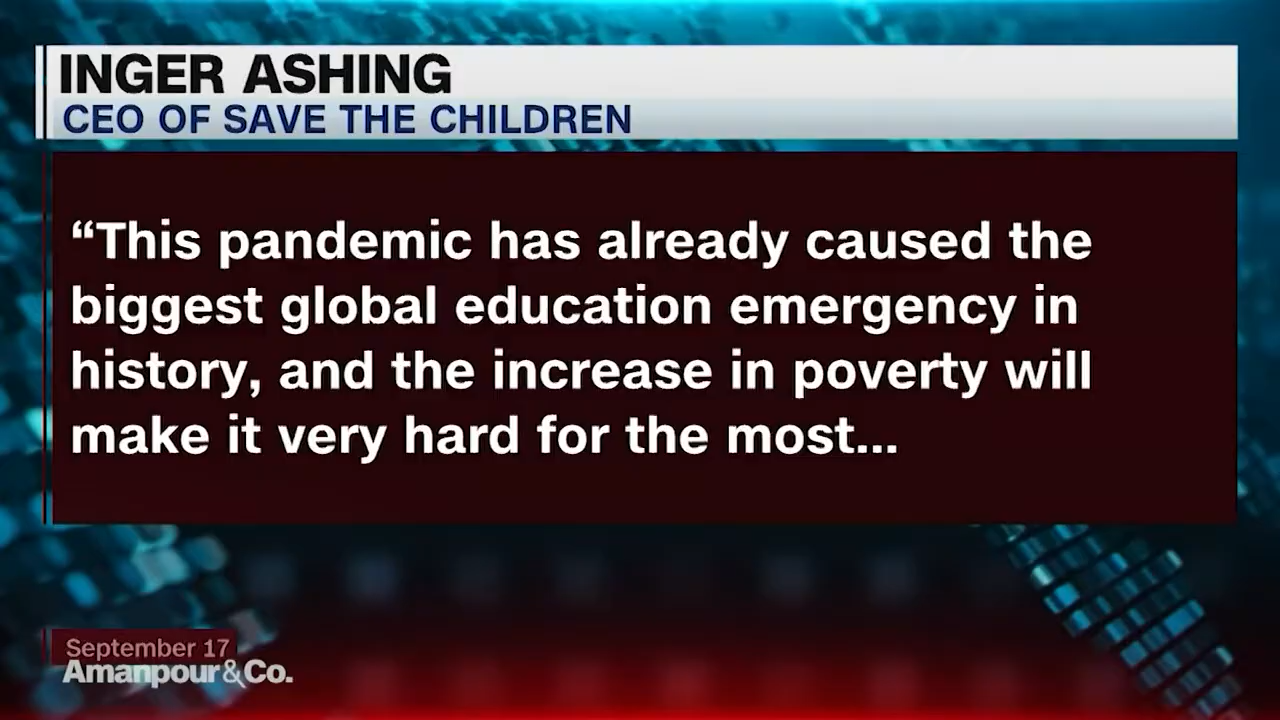 INGER ASHING
CEO OF SAVE THE CHILDREN
“This pandemic has already caused the
biggest global education emergency in
history, and the increase in poverty will
make it very hard for the most...
September 17
Amanpour&Co.